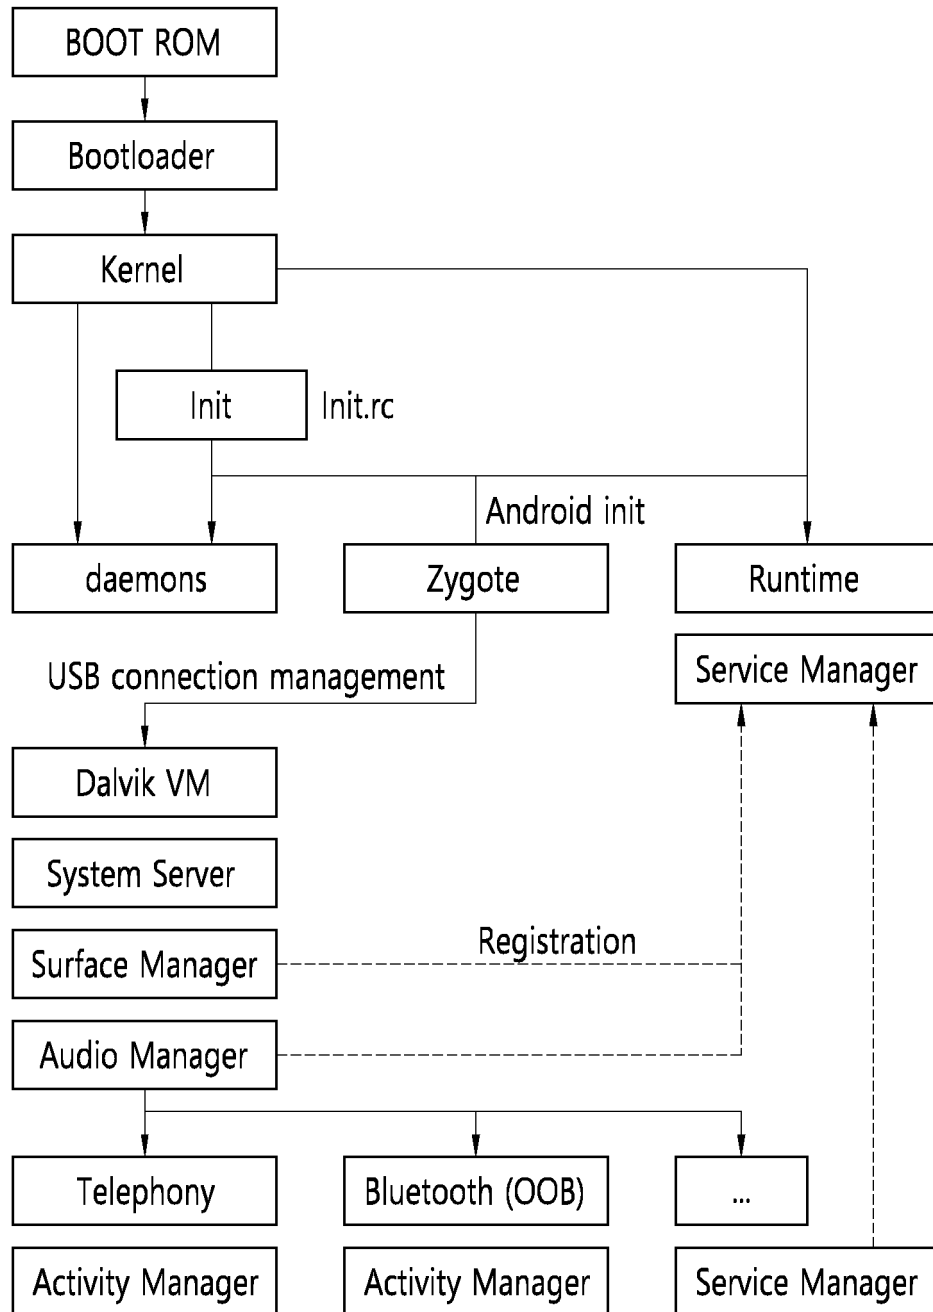 BOOT ROM
Bootloader
Kernel
Init
Init.rc
Android init
daemons
Zygote
Runtime
Service Manager
USB connection management
Dalvik VM
System Server
Surface Manager
Registration
Audio Manager
Telephony
Bluetooth (OOB)
...
Activity Manager
Activity Manager
Service Manager